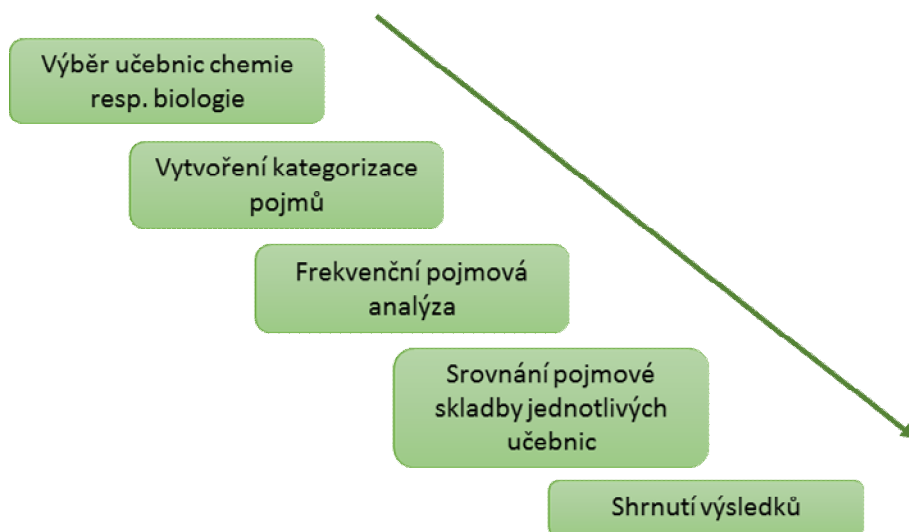 Výběr učebnic chemie
resp. biologie
Vytvoření kategorizace
pojmů
Frekvenční pojmová
analýza
Srovnání pojmové
skladby jednotlivých
učebnic
Shrnutí výsledků